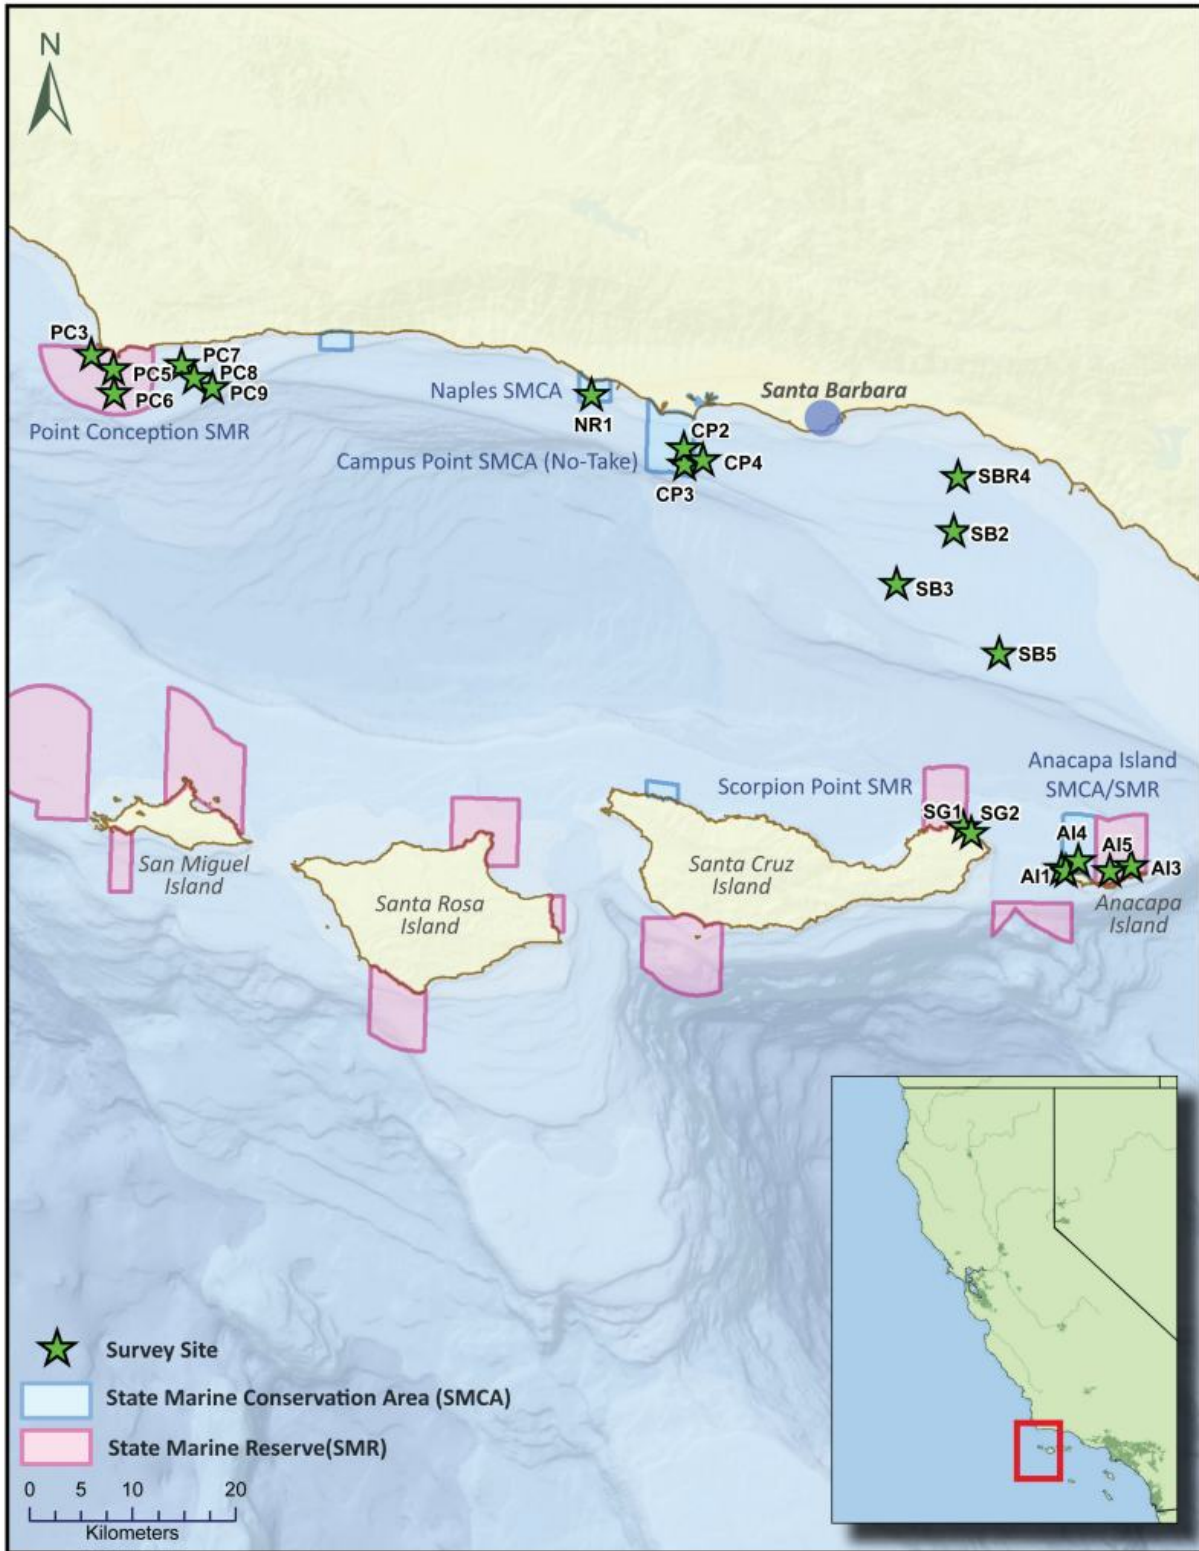 N
PC3
PC7
PC5
PC8
PC6
PC9
Point Conception SMR
Naples SMCA
NR1
Santa Barbara
CP2
Campus Point SMCA (No-Take)
CP4
CP3
SBR4
SB2
SB3
SB5
Scorpion Point SMR
Anacapa Island
SMCA/SMR
SG1
SG2
AI4
AI5
AI1
AI3
San Miguel
Island
Santa Rosa
Island
Santa Cruz
Island
Anacapa
Island
Survey Site
State Marine Conservation Area (SMCA)
State Marine Reserve(SMR)
0 5 10 20
Kilometers